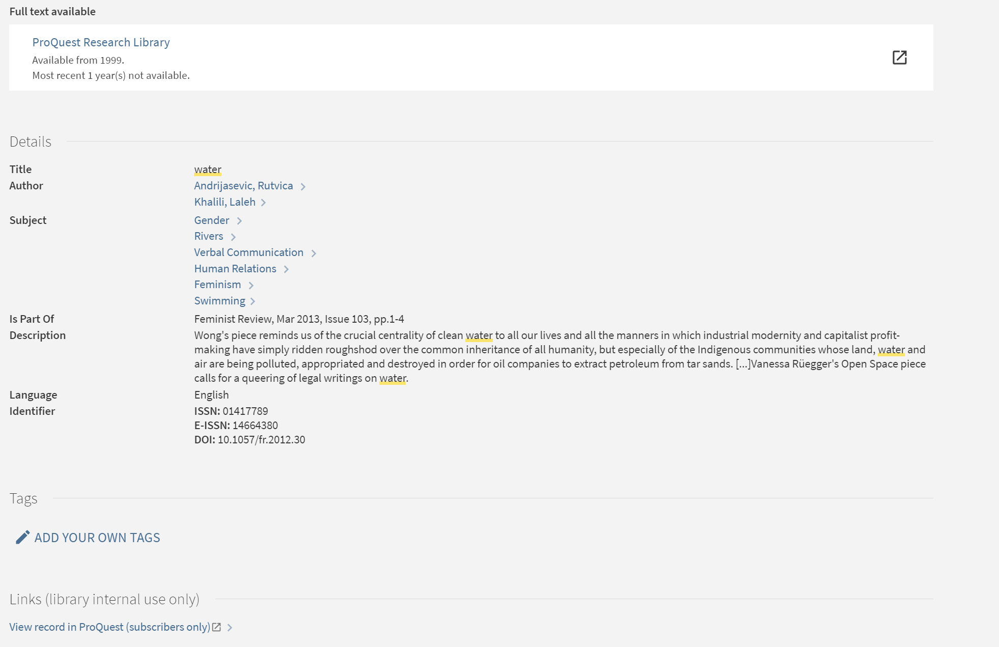 Full text available
ProQuest Research Library
Available from 1999.
Most recent 1 year(s) not available.
Details
Title water
Author Andrijasevic, Rutvica
Khalili, Laleh
Subject Gender
Rivers
Verbal Communication
Human Relations
Feminism
Swimming
Is Part Of Feminist Review, Mar 2013, Issue 103, pp.1-4
Description Wong's piece reminds us of the crucial centrality of clean water to all our lives and all the manners in which industrial modernity and capitalist profit-
making have simply ridden roughshod over the common inheritance of all humanity, but especially of the Indigenous communities whose land, water and
air are being polluted, appropriated and destroyed in order for oil companies to extract petroleum from tar sands. [...]Vanessa Rüegger's Open Space piece
calls for a queering of legal writings on water.
Language English
Identifier ISSN: 01417789
E-ISSN: 14664380
DOI: 10.1057/fr.2012.30
Tags
ADD YOUR OWN TAGS
Links (library internal use only)
View record in ProQuest (subscribers only)